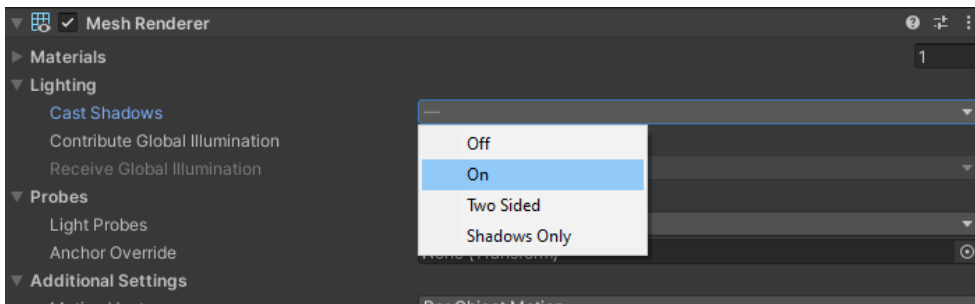 Mesh Renderer
Materials 1
Lighting
Cast Shadows —
Contribute Global Illumination
Off
Receive Global Illumination
On
Probes
Two Sided
Light Probes
Shadows Only
Anchor Override
Additional Settings